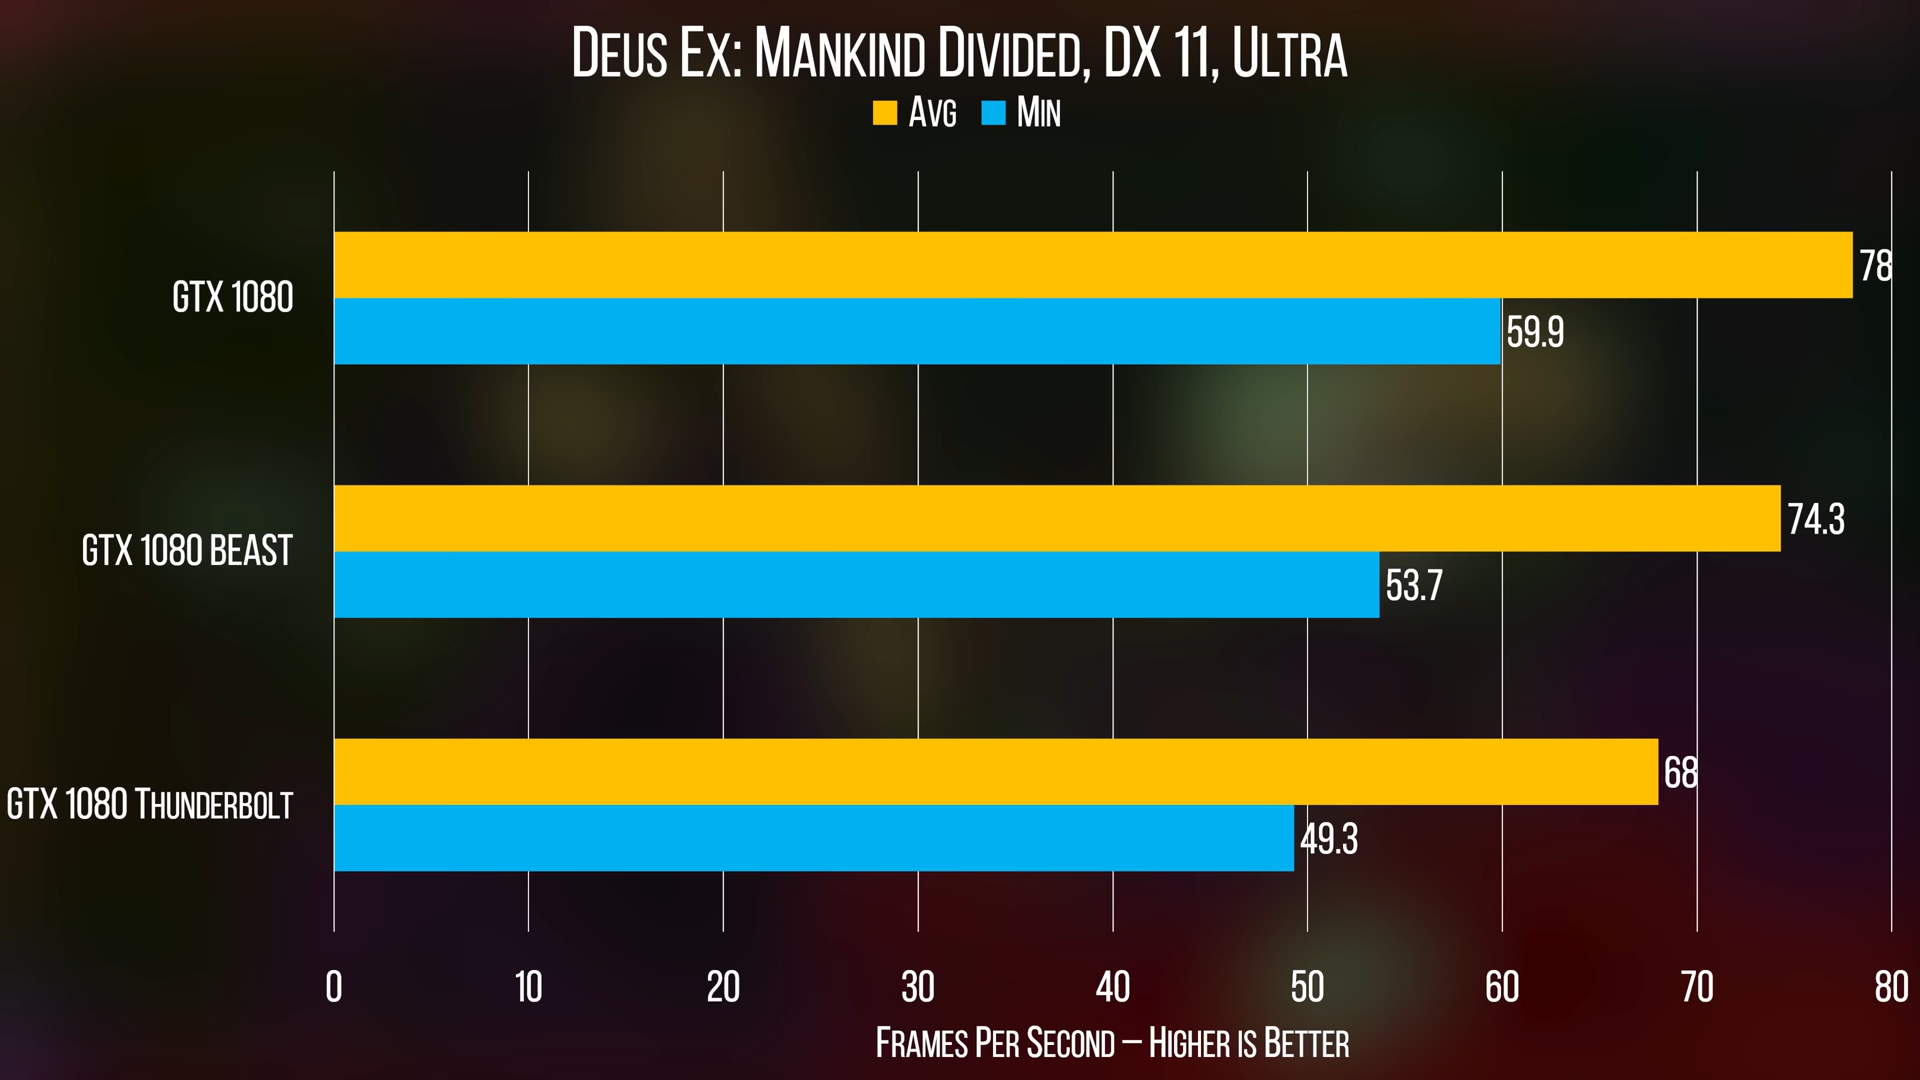 Deus Ex: Mankind Divided, DX 11, Ultra
Avg Min
GTX 1080
78
59.9
GTX 1080 BEAST
74.3
53.7
GTX 1080 Thunderbolt
68
49.3
0 10 20 30 40 50 60 70 80
Frames Per Second – Higher is Better